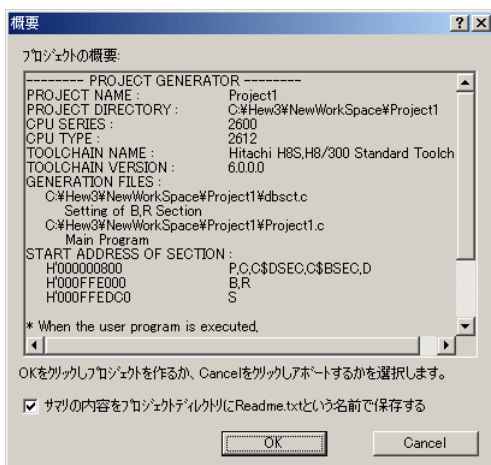 概要
プロジェクトの概要:
-------- PROJECT GENERATOR --------
PROJECT NAME : Project1
PROJECT DIRECTORY : C:¥Hew3¥NewWorkSpace¥Project1
CPU SERIES : 2600
CPU TYPE : 2612
TOOLCHAIN NAME : Hitachi H8S,H8/300 Standard Toolch
TOOLCHAIN VERSION : 6.0.0.0
GENERATION FILES :
C:¥Hew3¥NewWorkSpace¥Project1¥dbsct.c
Setting of B,R Section
C:¥Hew3¥NewWorkSpace¥Project1¥Project1.c
Main Program
START ADDRESS OF SECTION :
H'000000800 P,C,C$DSEC,C$BSEC,D
H'000FFE000 B,R
H'000FFEDC0 S
* When the user program is executed,
OKをクリックしプロジェクトを作るか、Cancelをクリックしアボートするかを選択します。
サマリの内容をプロジェクトディレクトリにReadme.txtという名前で保存する
OK Cancel